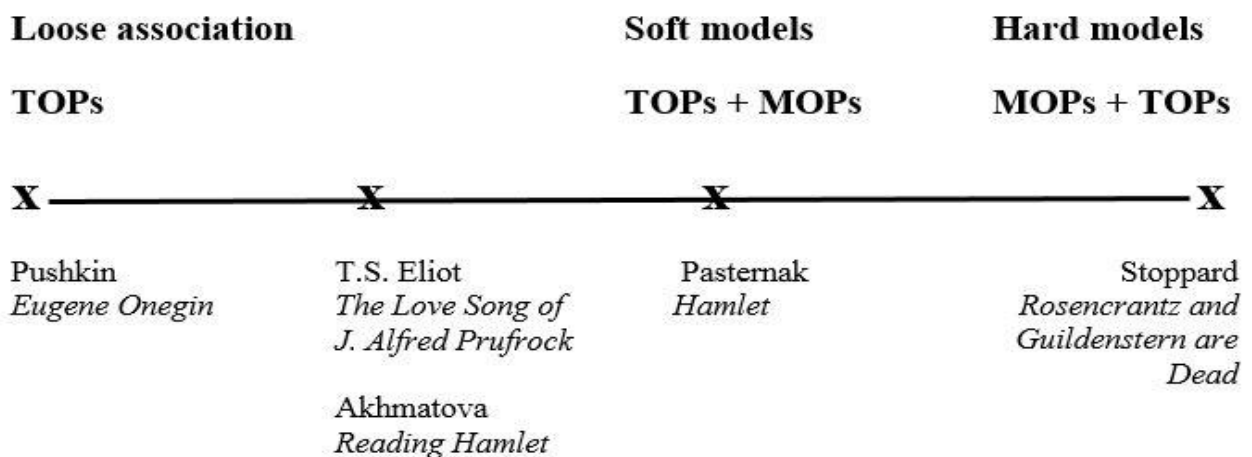 Loose association Soft models Hard models
TOPs TOPs + MOPs MOPs + TOPs
x x x x
Pushkin T.S. Eliot Pasternak Stoppard
Eugene Onegin The Love Song of Hamlet Rosencrantz and
J. Alfred Prufrock Guildenstern are
Dead
Akhmatova
Reading Hamlet